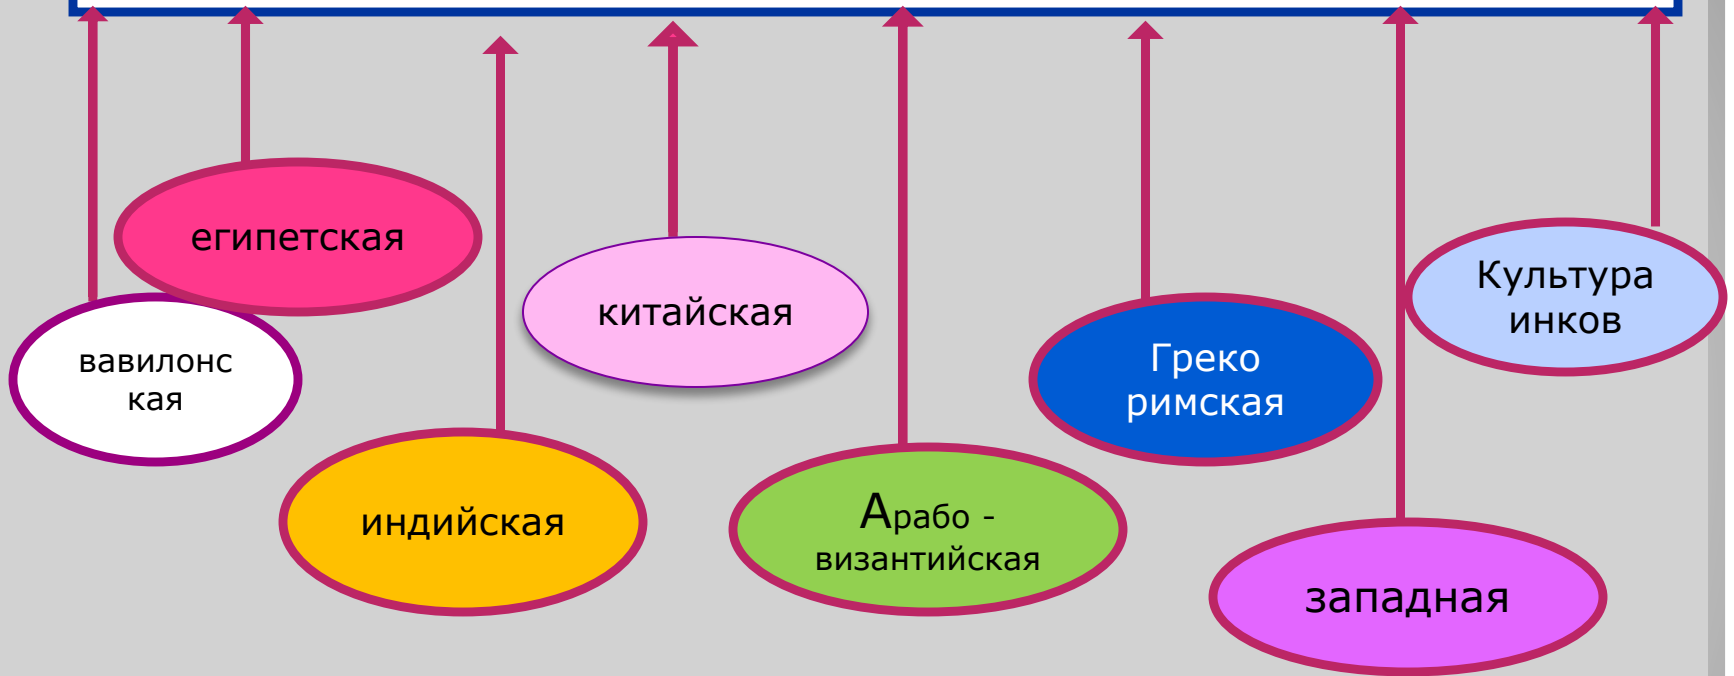 египетская
вавилонс
кая
индийская
китайская
Арабо -
византийская
Греко
римская
западная
Культура
инков